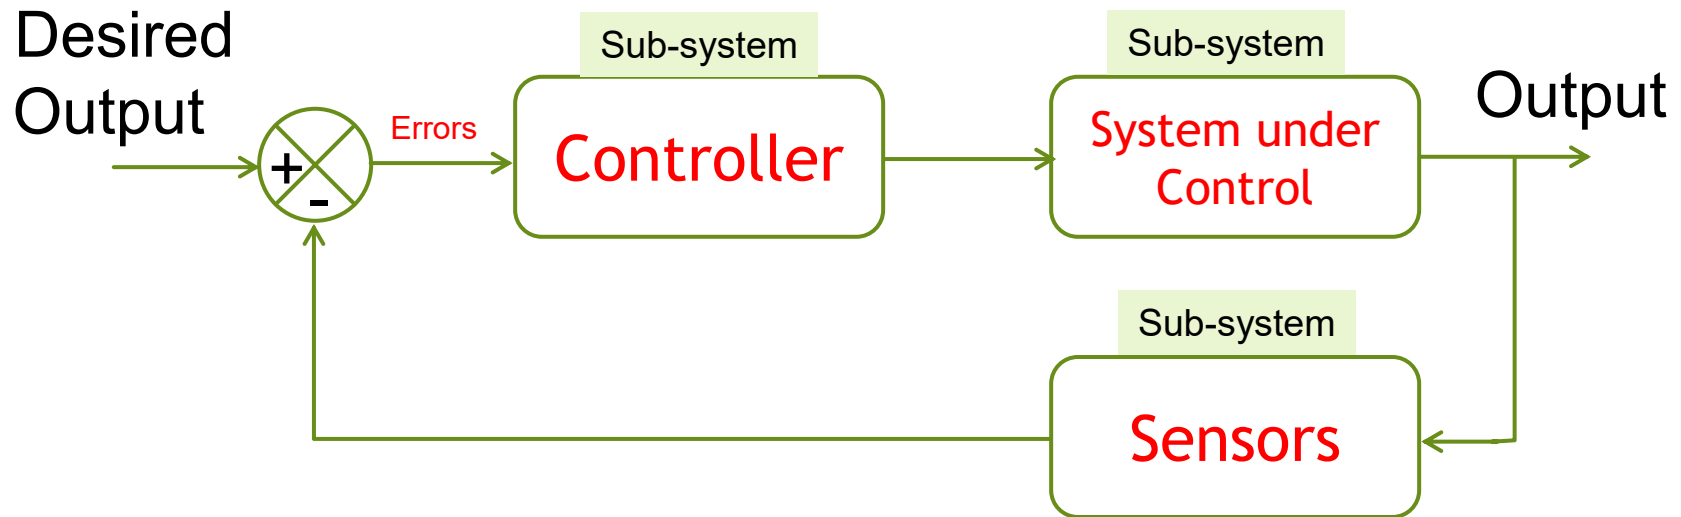 Desired
Output
+
-
Errors
Sub-system
Controller
Sub-system
System under
Control
Output
Sub-system
Sensors